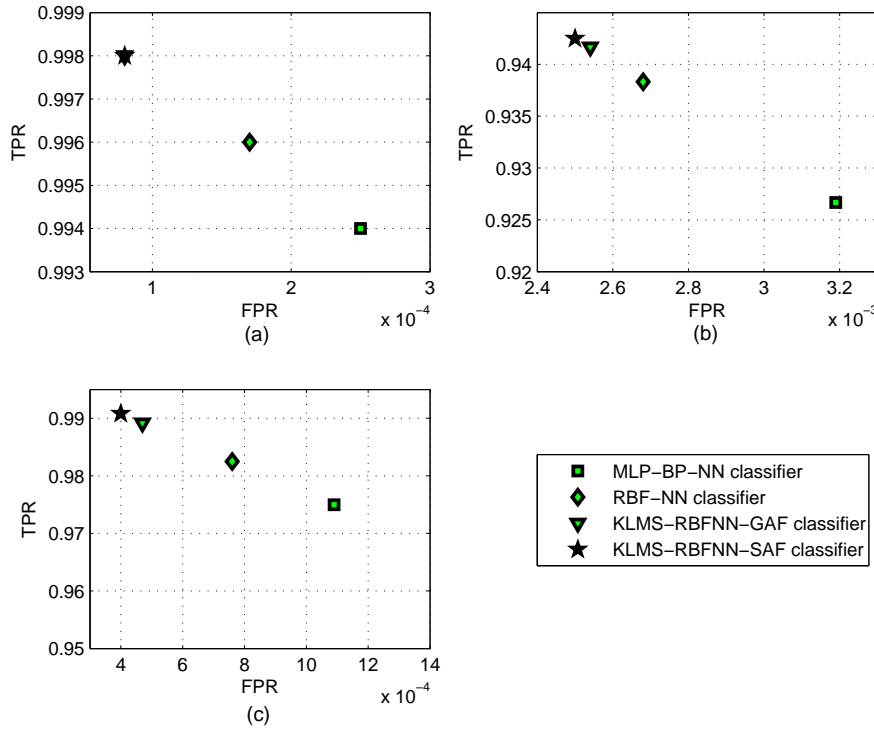 0.999
0.998
0.997
0.996
0.995
0.994
0.993
TPR
1
2
3
FPR
x 10−4
(a)
0.94
0.935
0.93
0.925
0.92
TPR
2.4
2.6
2.8
3
3.2
FPR
x 10−3
(b)
0.99
0.98
0.97
0.96
0.95
TPR
4
6
8
10
12
14
FPR
x 10−4
(c)
MLP−BP−NN classifier
RBF−NN classifier
KLMS−RBFNN−GAF classifier
KLMS−RBFNN−SAF classifier